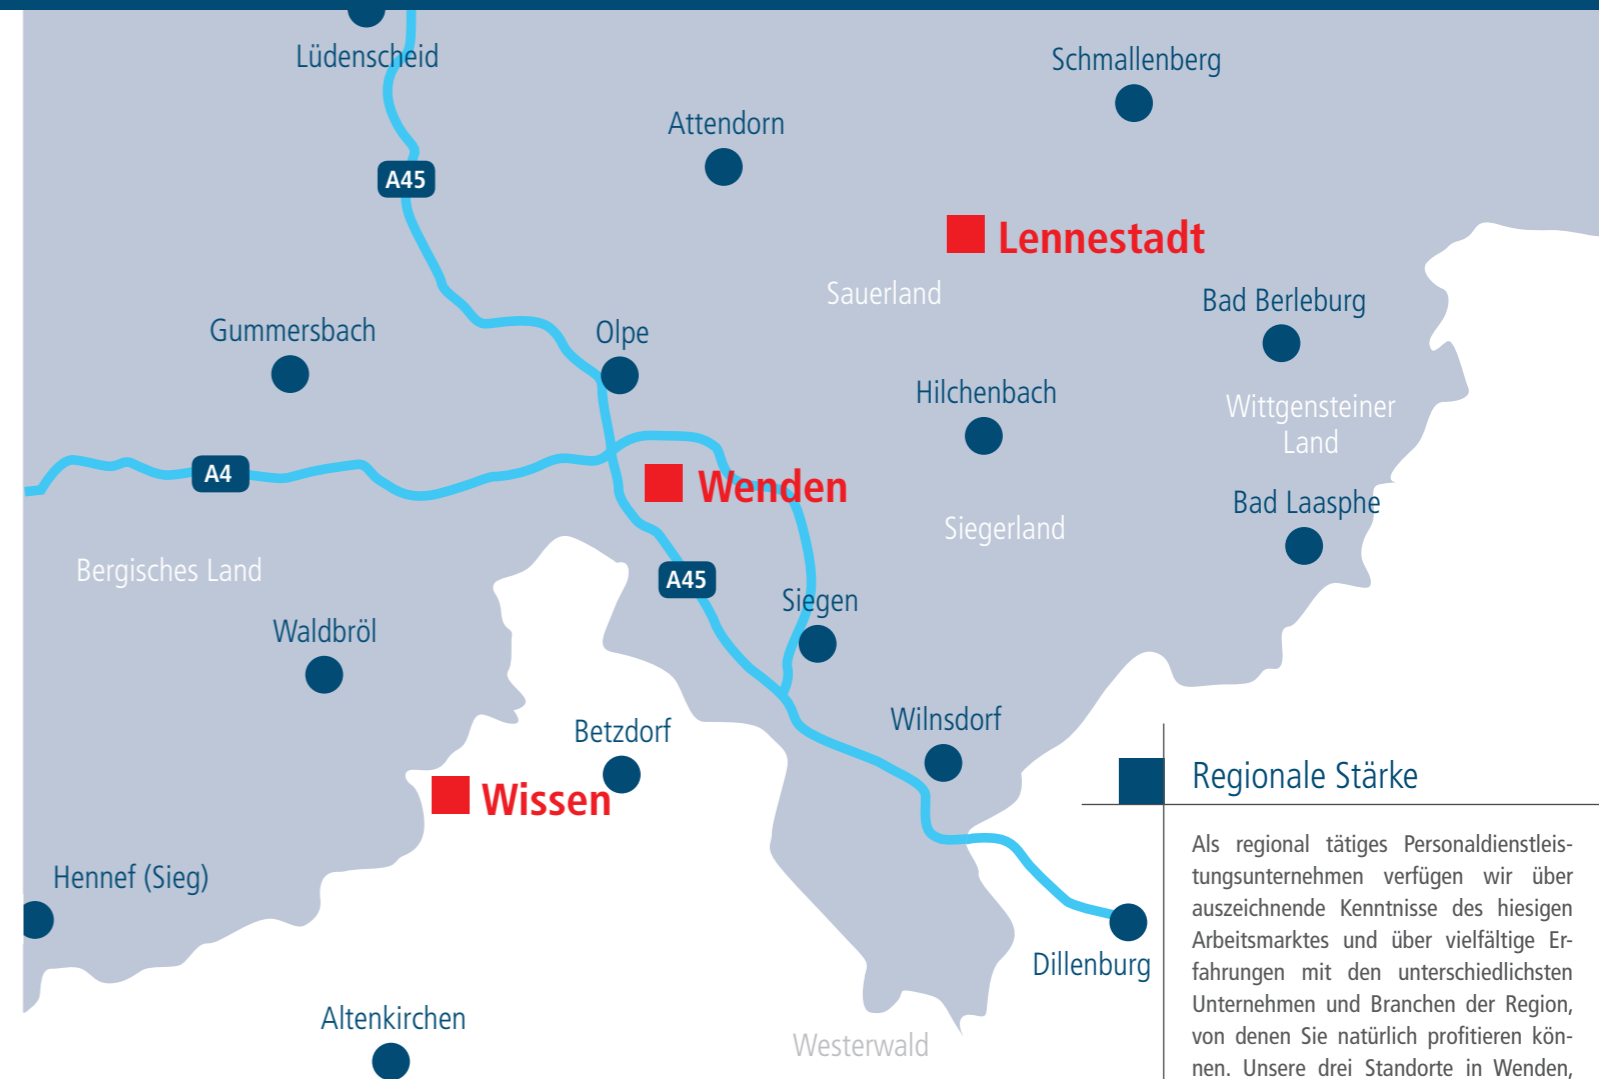 Lüdenscheid
Schmallenberg
Attendorn
A45
Lennestadt
Sauerland
Bad Berleburg
Gummersbach
Olpe
Hilchenbach
Wittgensteiner
Land
A4
Wenden
Bad Laasphe
Siegerland
Bergisches Land
A45
Siegen
Waldbröl
Wilnsdorf
Betzdorf
Wissen
Hennef (Sieg)
Dillenburg
Altenkirchen
Westerwald
Regionale Stärke
Als regional tätiges Personaldienstleis-
tungsunternehmen verfügen wir über
auszeichnende Kenntnisse des hiesigen
Arbeitsmarktes und über vielfältige Er-
fahrungen mit den unterschiedlichsten
Unternehmen und Branchen der Region,
von denen Sie natürlich profitieren kön-
nen. Unsere drei Standorte in Wenden,